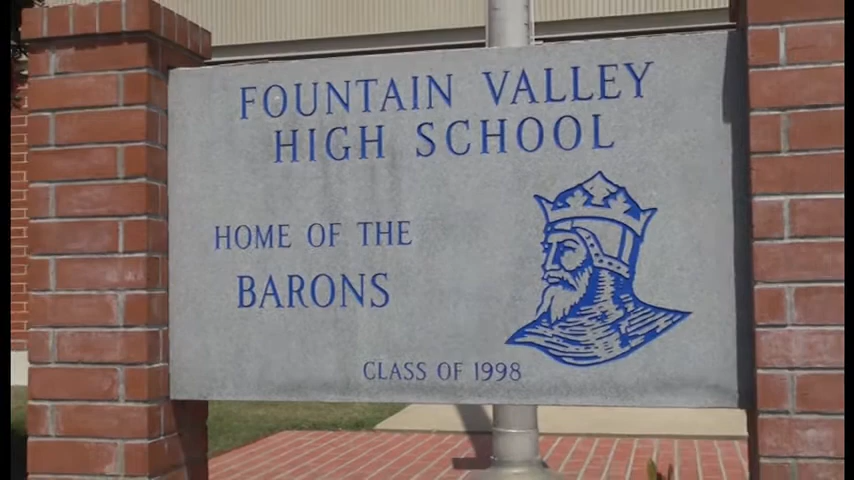 FOUNTAIN VALLEY
HIGH SCHOOL
HOME OF THE
BARONS
CLASS OF 1998